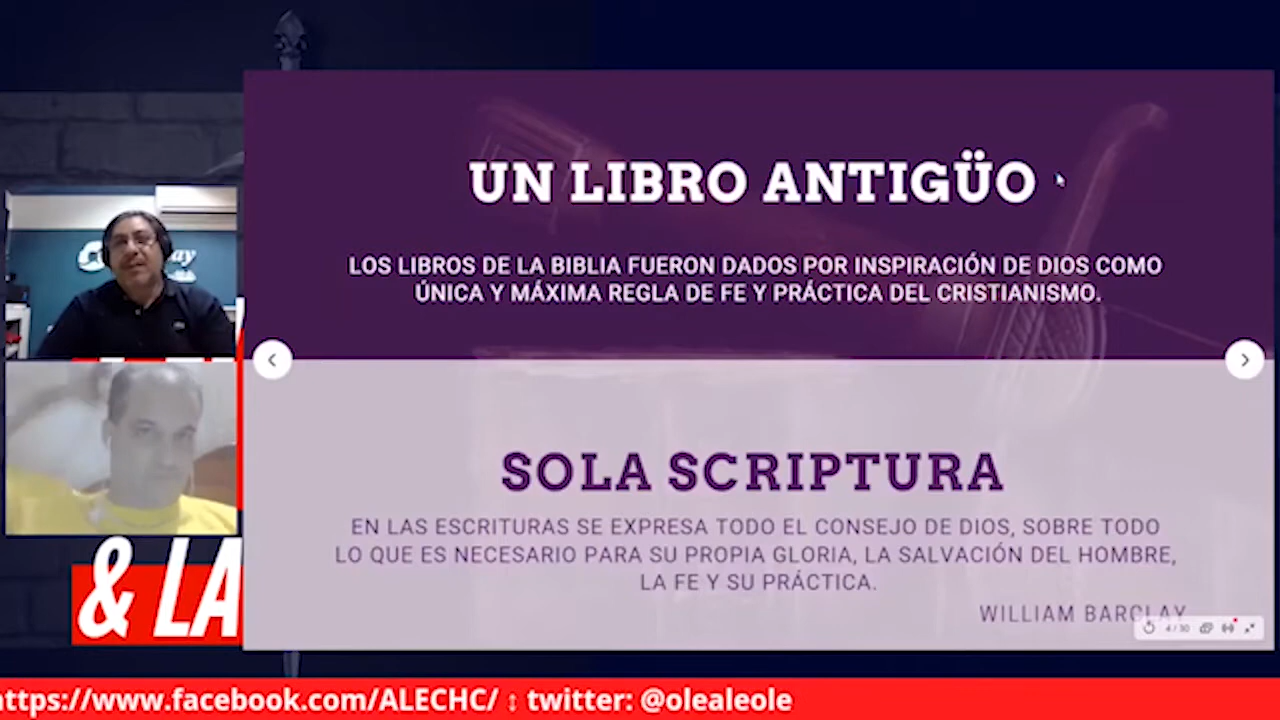 UN LIBRO ANTIGÜO
LOS LIBROS DE LA BIBLIA FUERON DADOS POR INSPIRACIÓN DE DIOS COMO
ÚNICA Y MÁXIMA REGLA DE FE Y PRÁCTICA DEL CRISTIANISMO.
SOLA SCRIPTURA
EN LAS ESCRITURAS SE EXPRESA TODO EL CONSEJO DE DIOS, SOBRE TODO
LO QUE ES NECESARIO PARA SU PROPIA GLORIA, LA SALVACIÓN DEL HOMBRE,
LA FE Y SU PRÁCTICA.
WILLIAM BARCLAY
4 / 30
& LA
https://www.facebook.com/ALECHC/ ↕ twitter: @olealeole